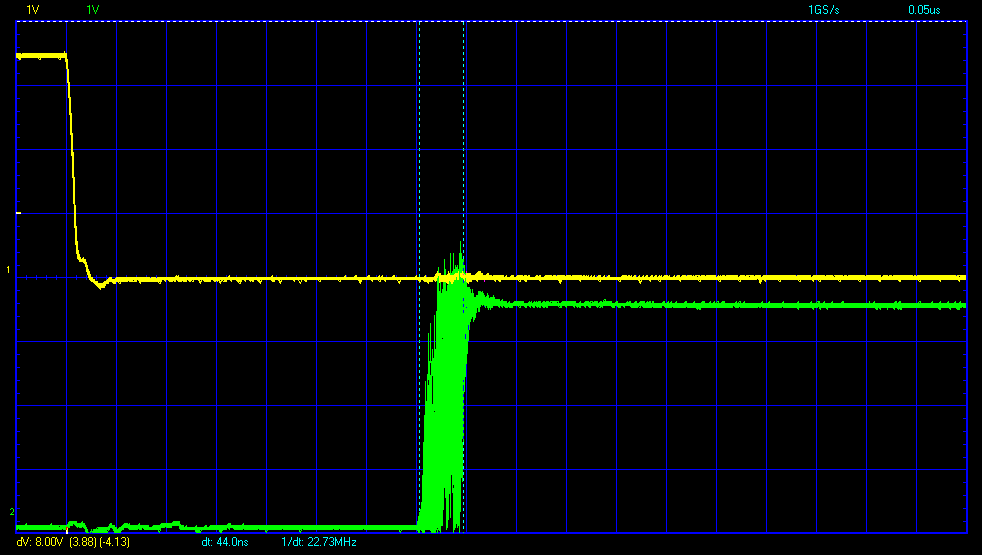 1V 1V 1GS/s 0.05us
1
2
dV: 8.00V (3.88) (-4.13) dt: 44.0ns 1/dt: 22.73MHz